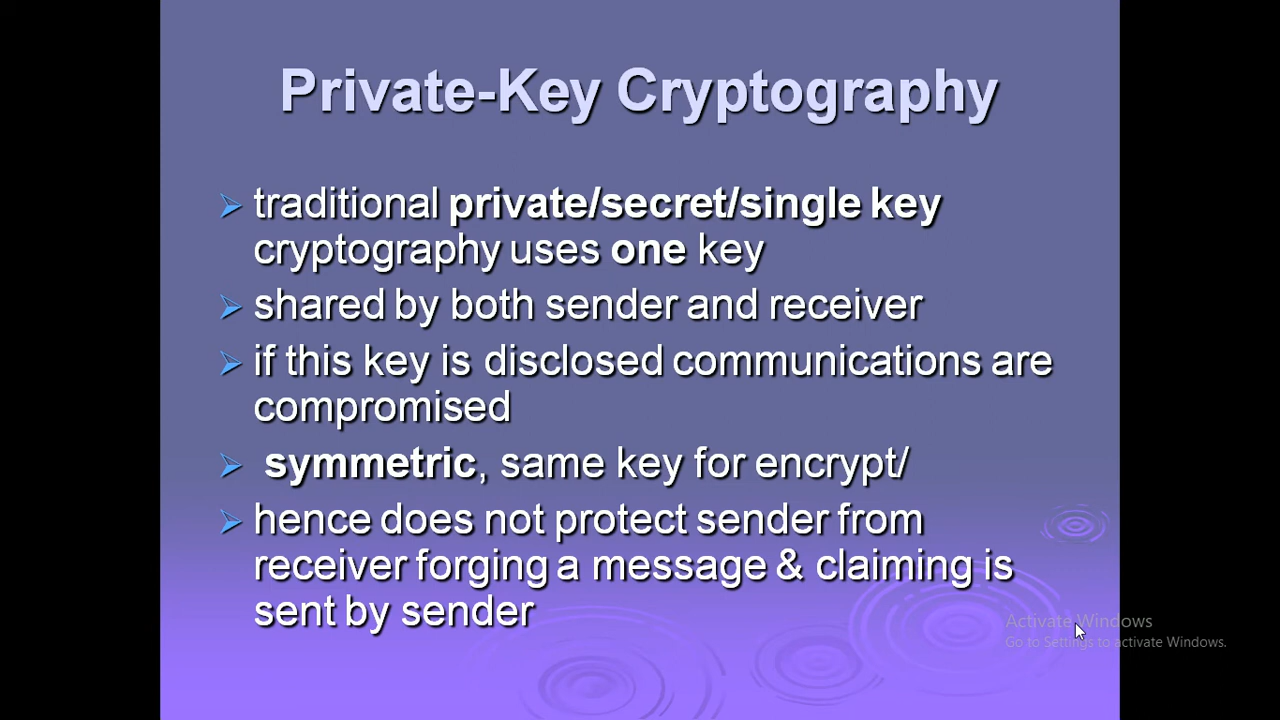 Private-Key Cryptography
traditional private/secret/single key
cryptography uses one key
shared by both sender and receiver
if this key is disclosed communications are
compromised
symmetric, same key for encrypt/
hence does not protect sender from
receiver forging a message & claiming is
sent by sender
Activate Windows
Go to Settings to activate Windows.